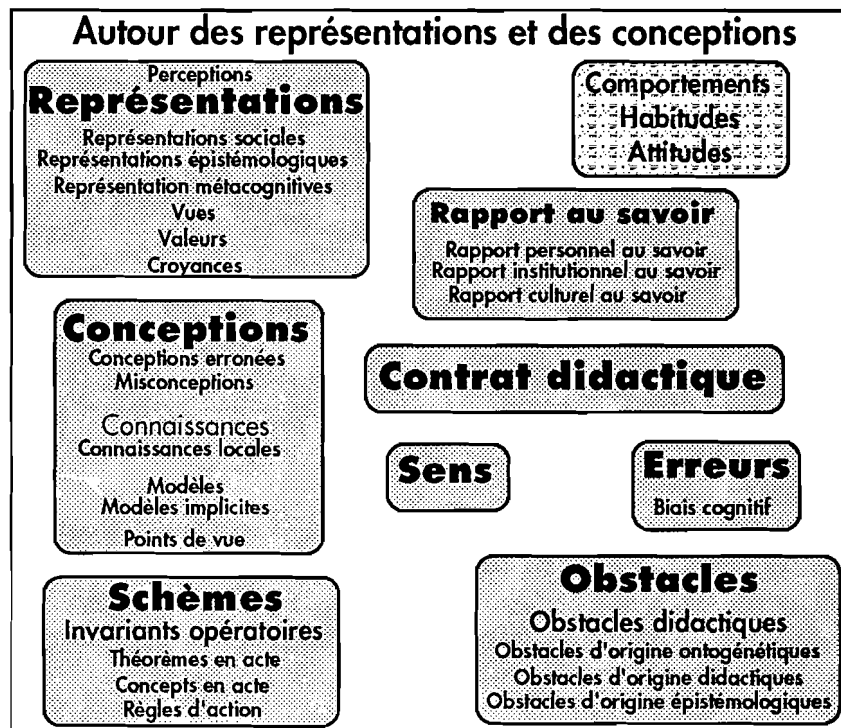 Autour des représentations et des conceptions
Perceptions
Représentations
Représentations sociales
Représentations épistémologiques
Représentation métacognitives
Vues
Valeurs
Croyances
Comportements
Habitudes
Attitudes
Rapport au savoir
Rapport personnel au savoir
Rapport institutionnel au savoir
Rapport culturel au savoir
Conceptions
Conceptions erronées
Misconceptions
Connaissances
Connaissances locales
Modèles
Modèles implicites
Points de vue
Contrat didactique
Sens
Erreurs
Biais cognitif
Schèmes
Invariants opératoires
Théorèmes en acte
Concepts en acte
Règles d'action
Obstacles
Obstacles didactiques
Obstacles d'origine ontogénétiques
Obstacles d'origine didactiques
Obstacles d'origine épistémologiques